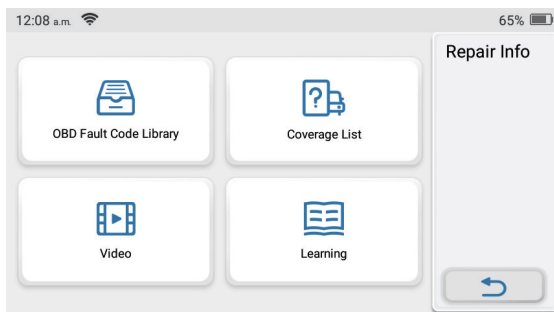 12:08 a.m.
65%
Repair Info
OBD Fault Code Library
Coverage List
Video
Learning